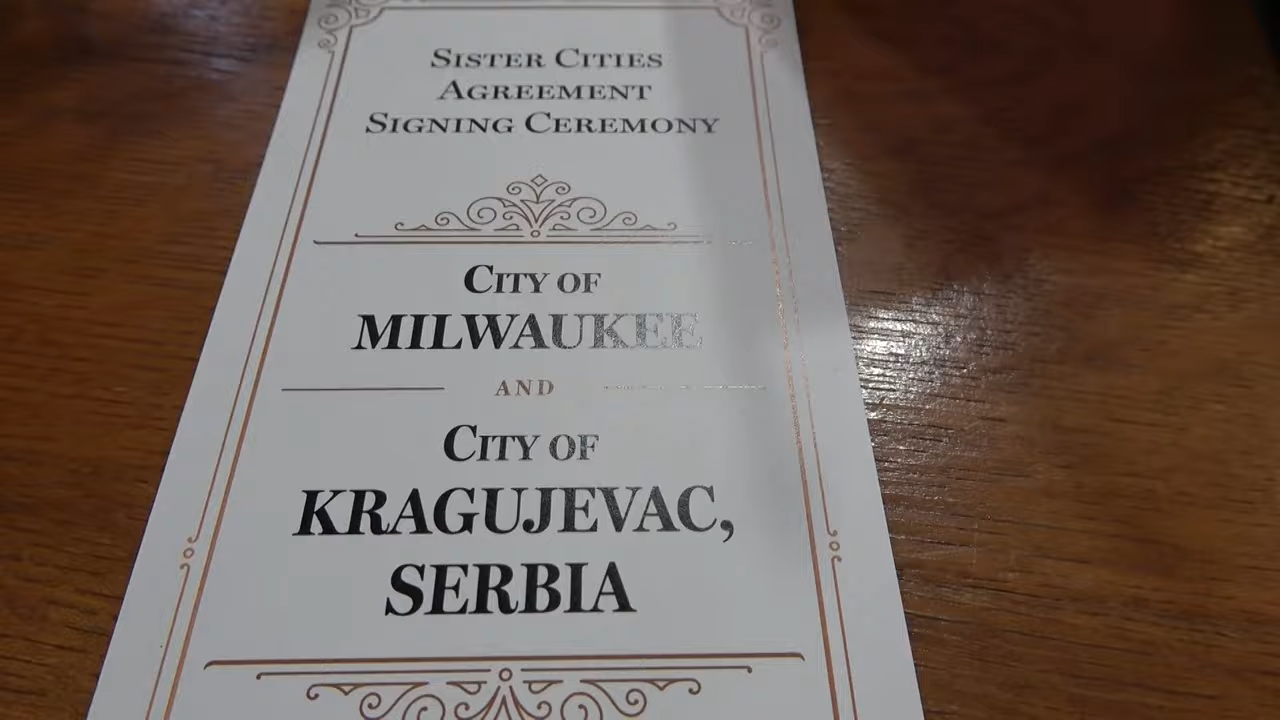 Sister Cities
Agreement
Signing Ceremony
City of
MILWAUKEE
AND
City of
KRAGUJEVAC,
SERBIA